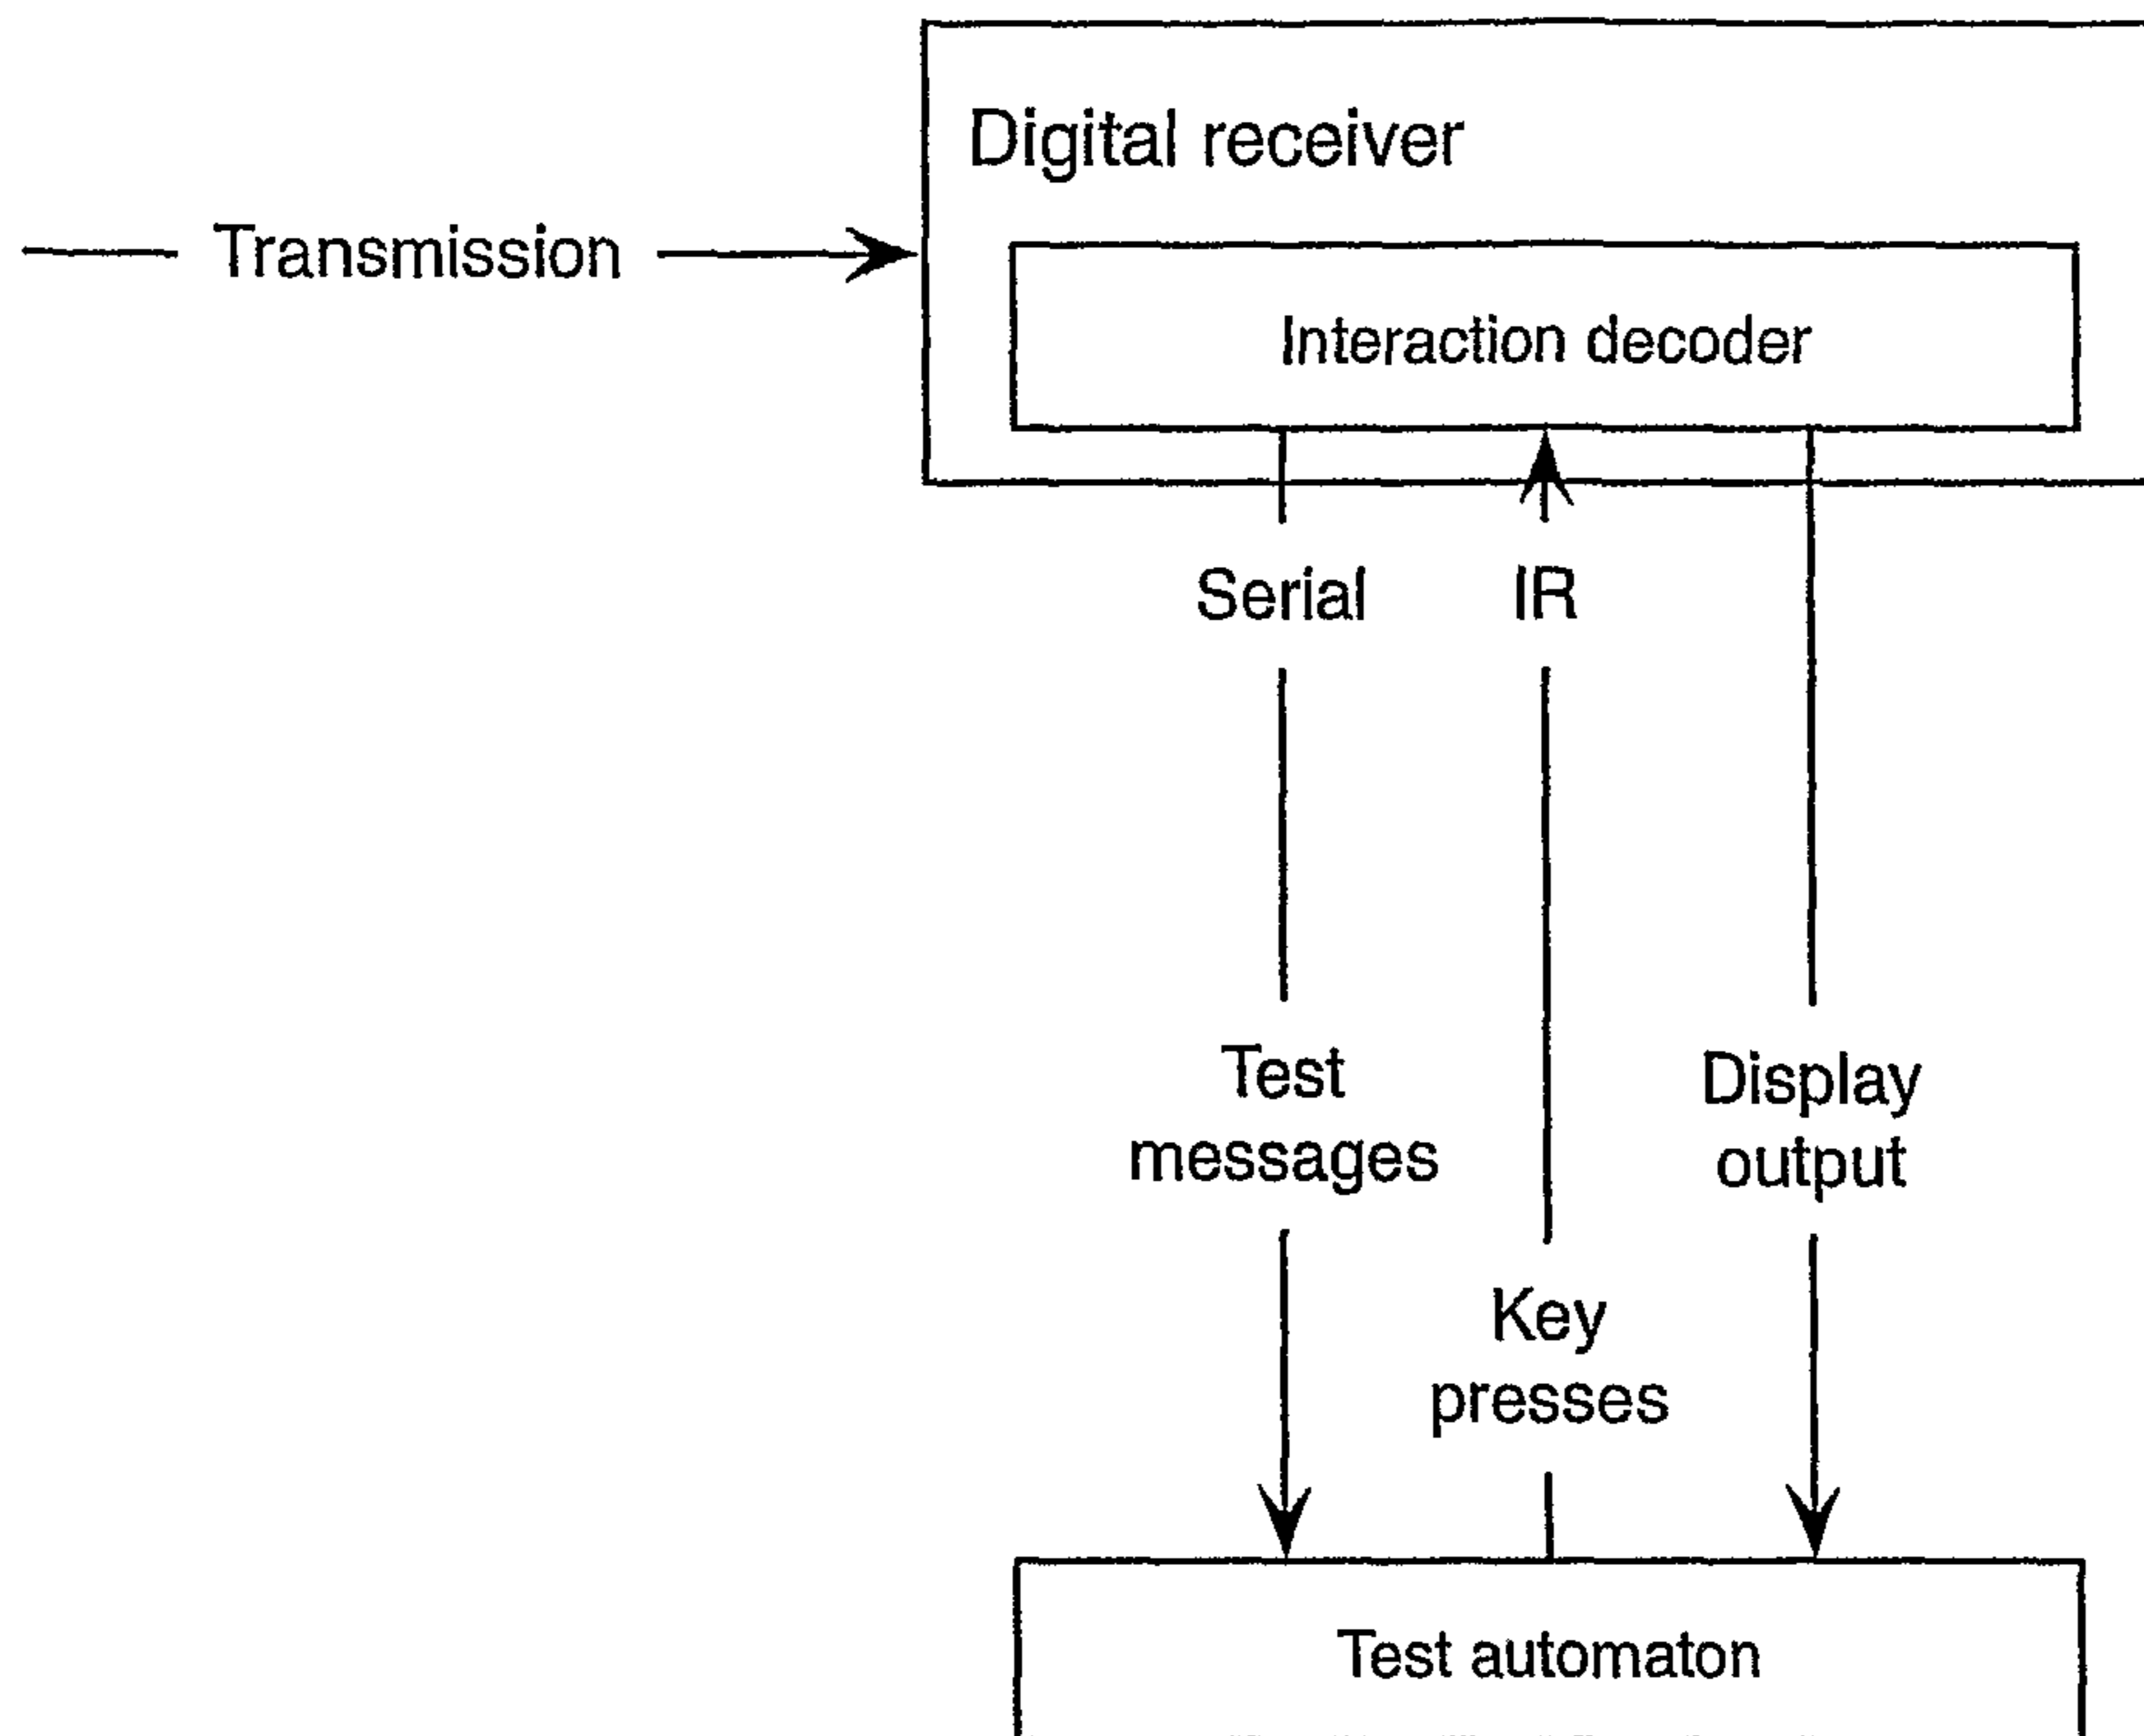 Digital receiver
Transmission
Interaction decoder
Serial
IR
Test
messages
Display
output
Key
presses
Test automaton